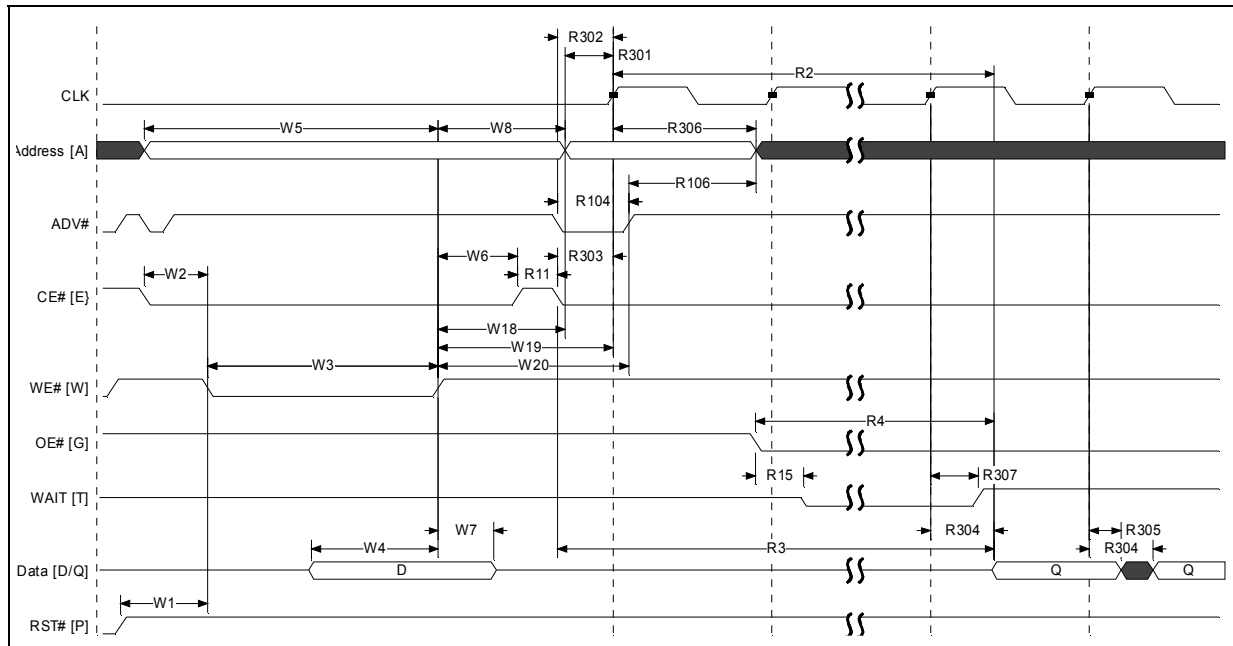 R302
R301
R2
CLK
W5
W8
R306
Address [A]
R106
R104
ADV#
W6
R303
W2
R11
CE# [E}
W18
W19
W3
W20
WE# [W]
R4
OE# [G]
R15
R307
WAIT [T]
W7
R304
R305
W4
R3
R304
Data [D/Q]
D
Q
Q
W1
RST# [P]